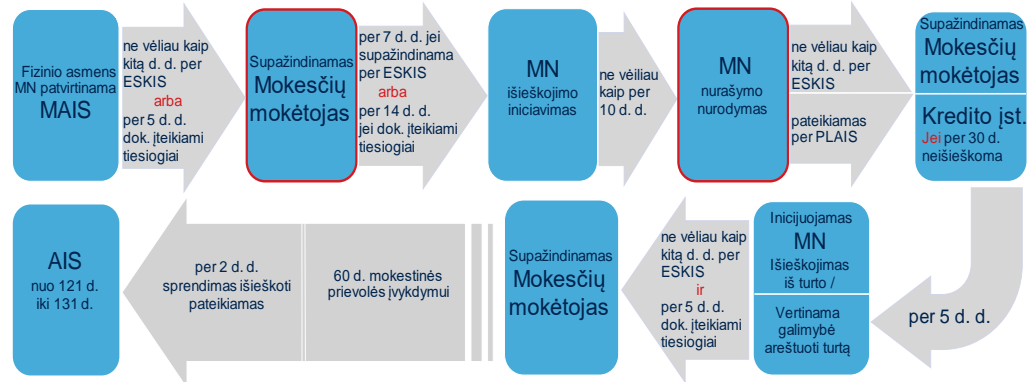 Fizinio asmens
MN patvirtinama
MAIS
ne vėliau kaip
kitą d. d. per
ESKIS
arba
per 5 d. d.
dok. įteikiami
tiesiogiai
Supažindinamas
Mokesčių
mokėtojas
per 7 d. d. jei
supažindinama
per ESKIS
arba
per 14 d. d.
jei dok. įteikiami
tiesiogiai
MN
išieškojimo
iniciavimas
ne vėliau
kaip per
10 d. d.
MN
nurašymo
nurodymas
ne vėliau kaip
kitą d. d. per
ESKIS
pateikiamas
per PLAIS
Supažindinamas
Mokesčių
mokėtojas
Kredito įst.
Jei per 30 d.
neišieškoma
per 5 d. d.
Inicijuojamas
MN
Išieškojimas
iš turto /
Vertinama
galimybė
areštuoti turtą
ne vėliau kaip
kitą d. d. per
ESKIS
ir
per 5 d. d.
dok. įteikiami
tiesiogiai
Supažindinamas
Mokesčių
mokėtojas
60 d. mokestinės
prievolės įvykdymui
per 2 d. d.
sprendimas išieškoti
pateikiamas
AIS
nuo 121 d.
iki 131 d.